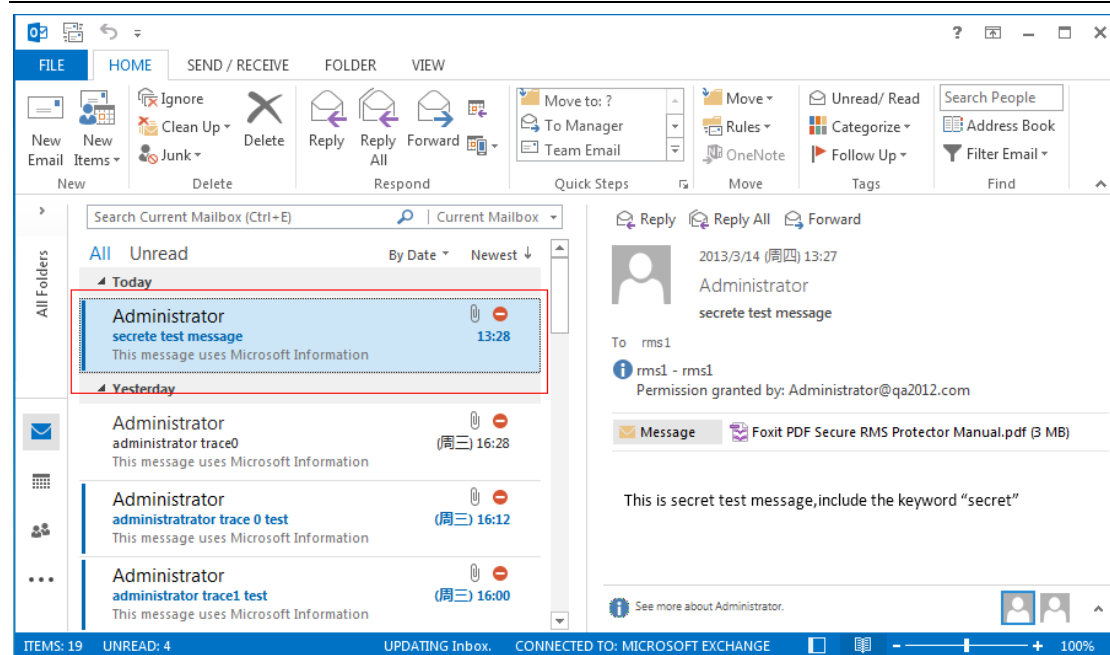 FILE HOME SEND / RECEIVE FOLDER VIEW
New Email
New Items
Ignore
Clean Up
Junk
Delete
Reply
Reply All
Forward
Move to: ?
To Manager
Team Email
Move
Rules
OneNote
Unread/ Read
Categorize
Follow Up
Search People
Address Book
Filter Email
New Delete Respond Quick Steps Move Tags Find
All Folders
Search Current Mailbox (Ctrl+E) Current Mailbox
All Unread By Date Newest ↓
Today
Administrator
secrete test message 13:28
This message uses Microsoft Information
Yesterday
Administrator
administrator trace0 (周三) 16:28
This message uses Microsoft Information
Administrator
administratrator trace 0 test (周三) 16:12
This message uses Microsoft Information
Administrator
administrator trace1 test (周三) 16:00
This message uses Microsoft Information
Reply Reply All Forward
2013/3/14 (周四) 13:27
Administrator
secrete test message
To rms1
rms1 - rms1
Permission granted by: Administrator@qa2012.com
Message Foxit PDF Secure RMS Protector Manual.pdf (3 MB)
This is secret test message,include the keyword “secret”
See more about Administrator.
ITEMS: 19 UNREAD: 4 UPDATING Inbox. CONNECTED TO: MICROSOFT EXCHANGE 100%